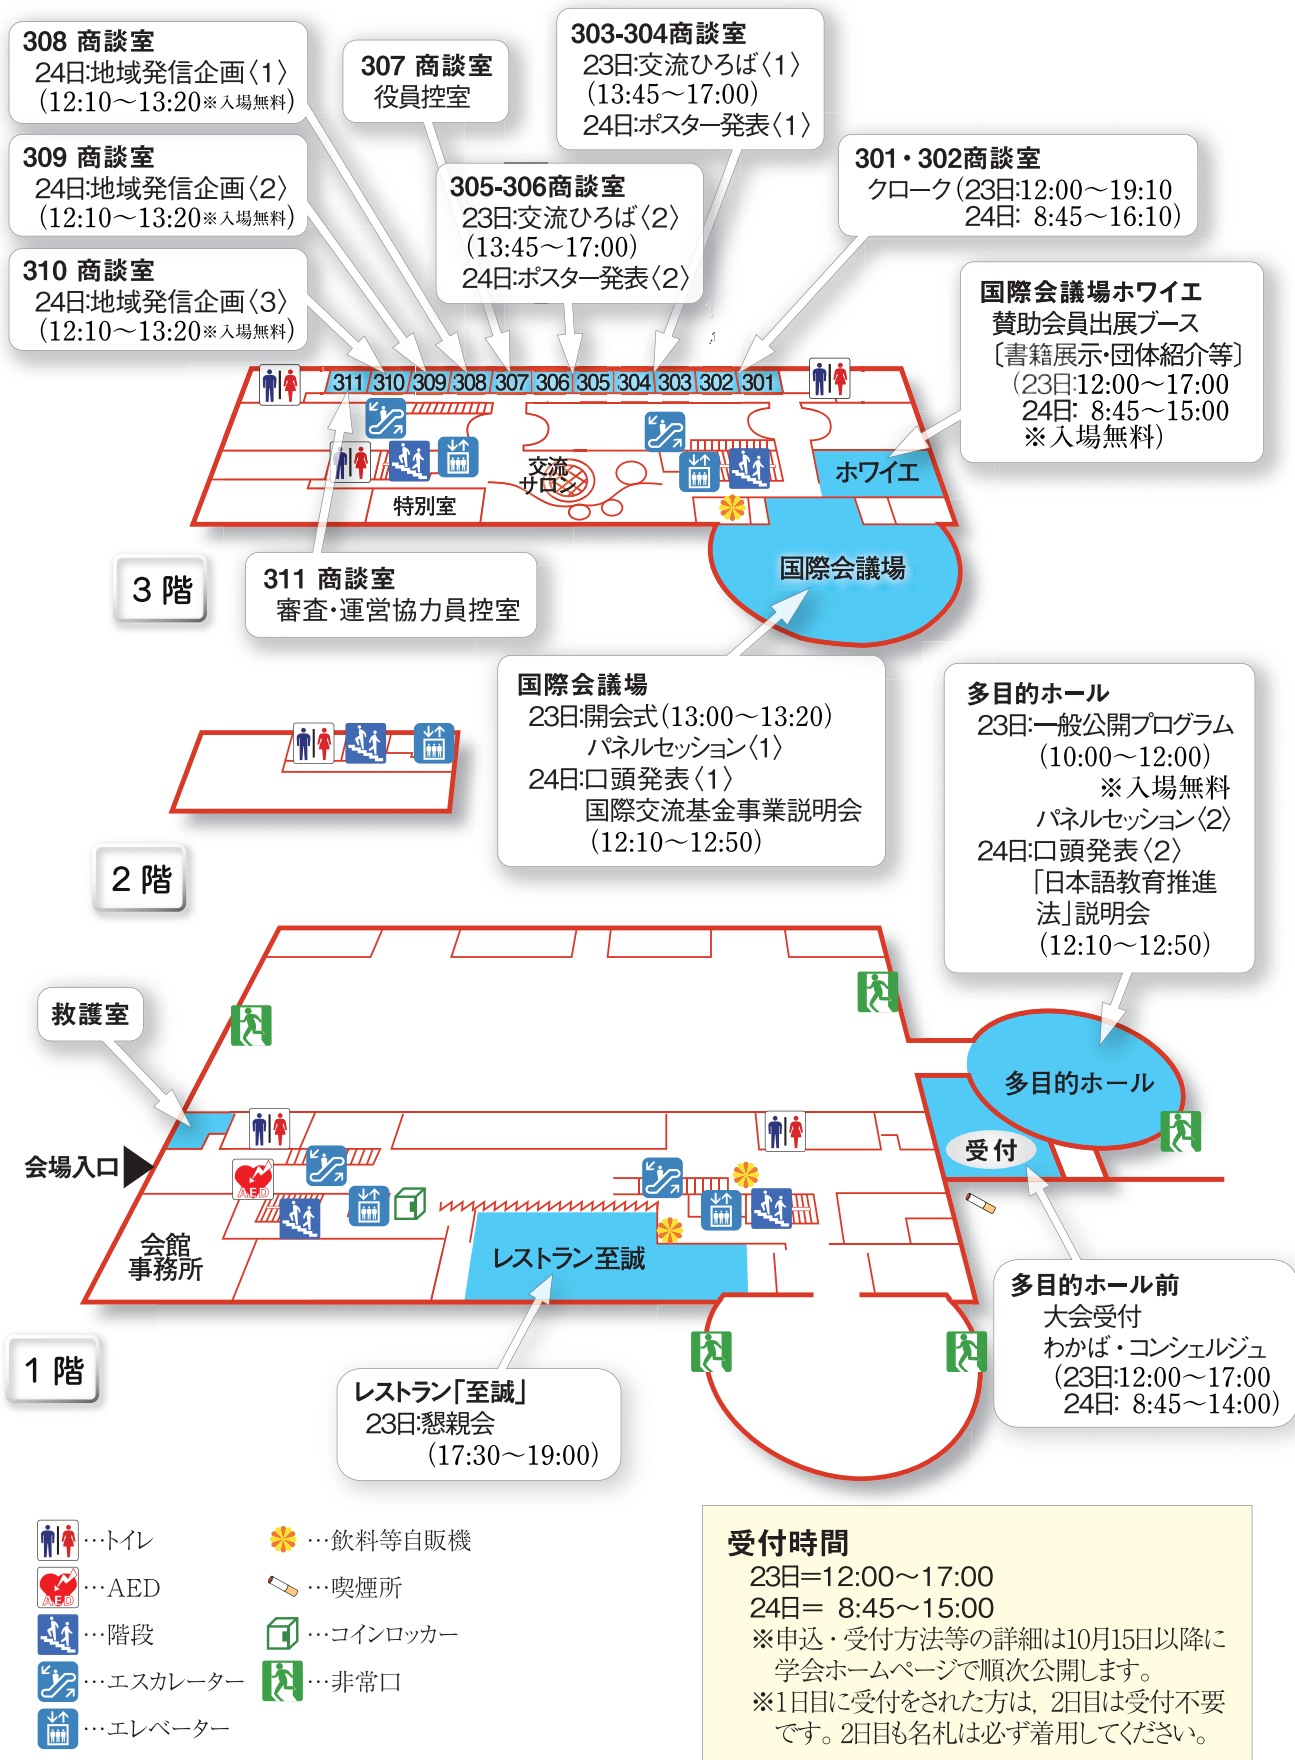 308 商談室
24日:地域発信企画〈1〉
(12:10～13:20※入場無料)
309 商談室
24日:地域発信企画〈2〉
(12:10～13:20※入場無料)
310 商談室
24日:地域発信企画〈3〉
(12:10～13:20※入場無料)
307 商談室
役員控室
303-304商談室
23日:交流ひろば〈1〉
(13:45～17:00)
24日:ポスター発表〈1〉
305-306商談室
23日:交流ひろば〈2〉
(13:45～17:00)
24日:ポスター発表〈2〉
301・302商談室
クローク(23日:12:00～19:10
24日: 8:45～16:10)
国際会議場ホワイエ
賛助会員出展ブース
〔書籍展示・団体紹介等〕
(23日:12:00～17:00
24日: 8:45～15:00
※入場無料)
311 310 309 308 307 306 305 304 303 302 301
交流
サロン
特別室
ホワイエ
国際会議場
3 階
311 商談室
審査・運営協力員控室
国際会議場
23日:開会式(13:00～13:20)
パネルセッション〈1〉
24日:口頭発表〈1〉
国際交流基金事業説明会
(12:10～12:50)
多目的ホール
23日:一般公開プログラム
(10:00～12:00)
※入場無料
パネルセッション〈2〉
24日:口頭発表〈2〉
「日本語教育推進
法」説明会
(12:10～12:50)
2 階
救護室
多目的ホール
受付
会場入口
AED
会館
事務所
レストラン至誠
1 階
レストラン「至誠」
23日:懇親会
(17:30～19:00)
多目的ホール前
大会受付
わかば・コンシェルジュ
(23日:12:00～17:00
24日: 8:45～14:00)
…トイレ
AED …AED
…階段
…エスカレーター
…エレベーター
…飲料等自販機
…喫煙所
…コインロッカー
…非常口
受付時間
23日=12:00～17:00
24日= 8:45～15:00
※申込・受付方法等の詳細は10月15日以降に
学会ホームページで順次公開します。
※1日目に受付をされた方は, 2日目は受付不要
です。2日目も名札は必ず着用してください。